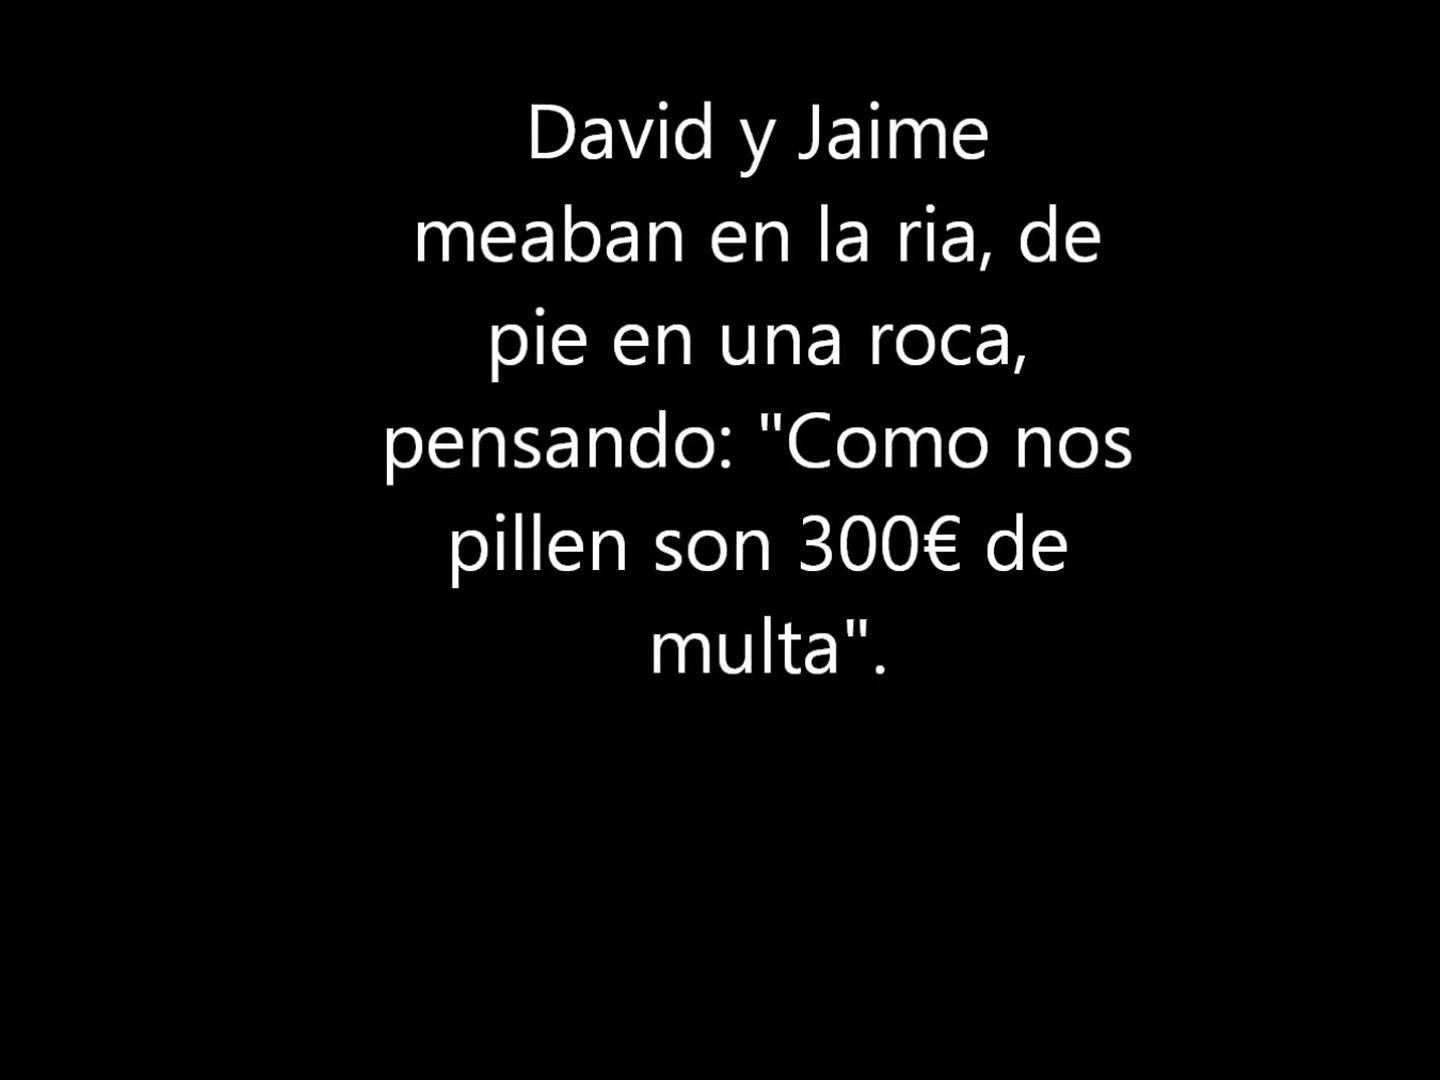 David y Jaime
meaban en la ria, de
pie en una roca,
pensando: "Como nos
pillen son 300€ de
multa".